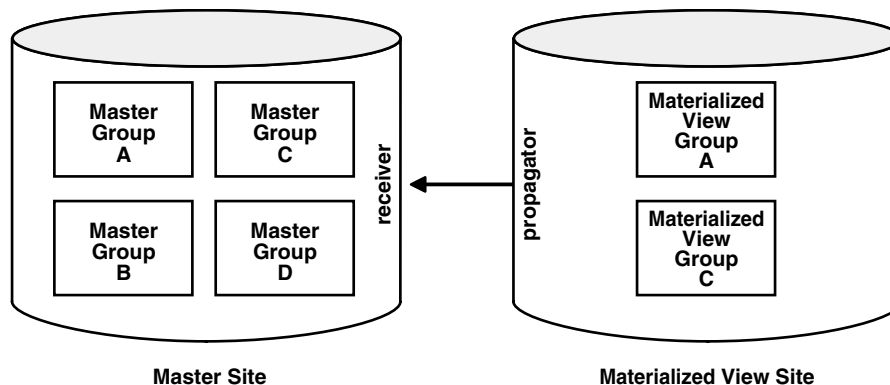 Master
Group
A
Master
Group
C
Master
Group
B
Master
Group
D
receiver
propagator
Materialized
View
Group
A
Materialized
View
Group
C
Master Site
Materialized View Site